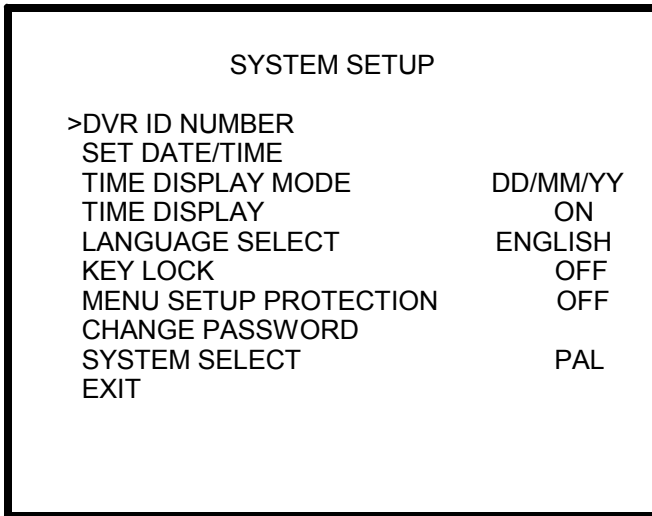 SYSTEM SETUP
>DVR ID NUMBER
SET DATE/TIME
TIME DISPLAY MODE DD/MM/YY
TIME DISPLAY ON
LANGUAGE SELECT ENGLISH
KEY LOCK OFF
MENU SETUP PROTECTION OFF
CHANGE PASSWORD
SYSTEM SELECT PAL
EXIT